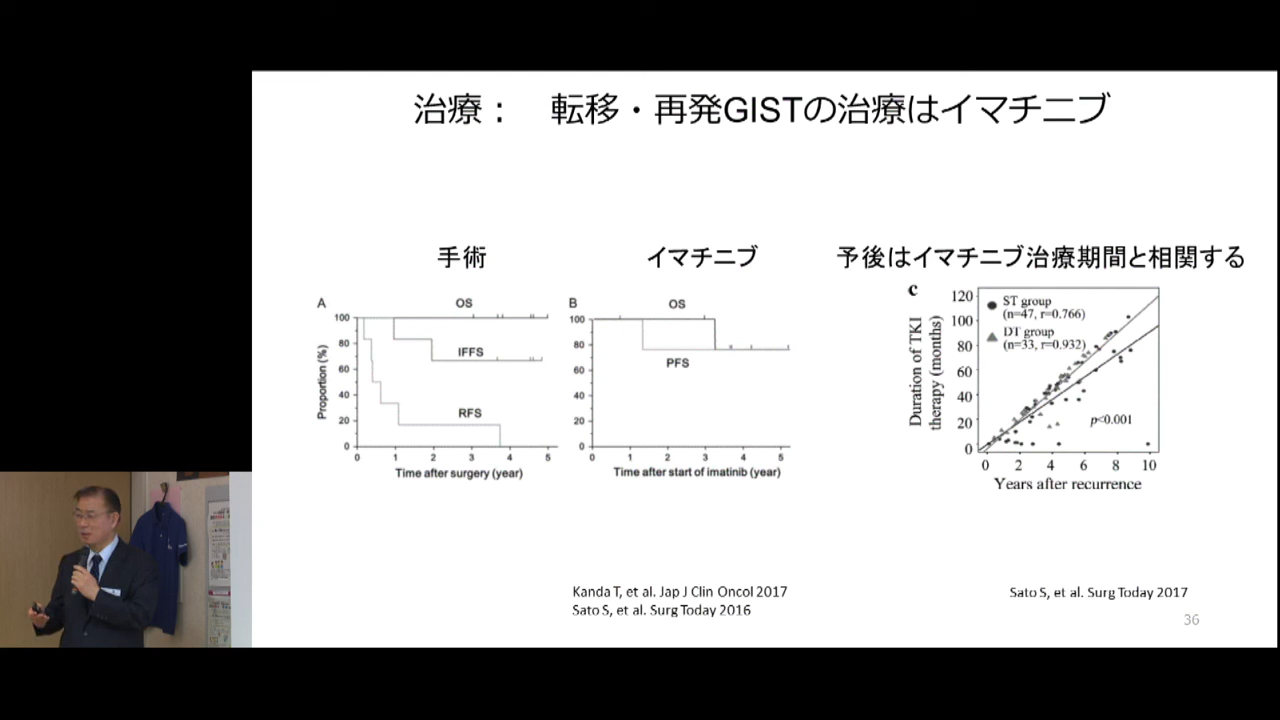 治療： 転移・再発GISTの治療はイマチニブ
手術
イマチニブ
予後はイマチニブ治療期間と相関する
A
OS
100
80
60
40
20
0
IFFS
RFS
Proportion (%)
0 1 2 3 4 5
Time after surgery (year)
B
OS
100
80
60
40
20
0
PFS
0 1 2 3 4 5
Time after start of imatinib (year)
c
120
100
80
60
40
20
0
ST group
(n=47, r=0.766)
DT group
(n=33, r=0.932)
p<0.001
Duration of TKI
therapy (months)
0 2 4 6 8 10
Years after recurrence
Kanda T, et al. Jap J Clin Oncol 2017
Sato S, et al. Surg Today 2016
Sato S, et al. Surg Today 2017
36